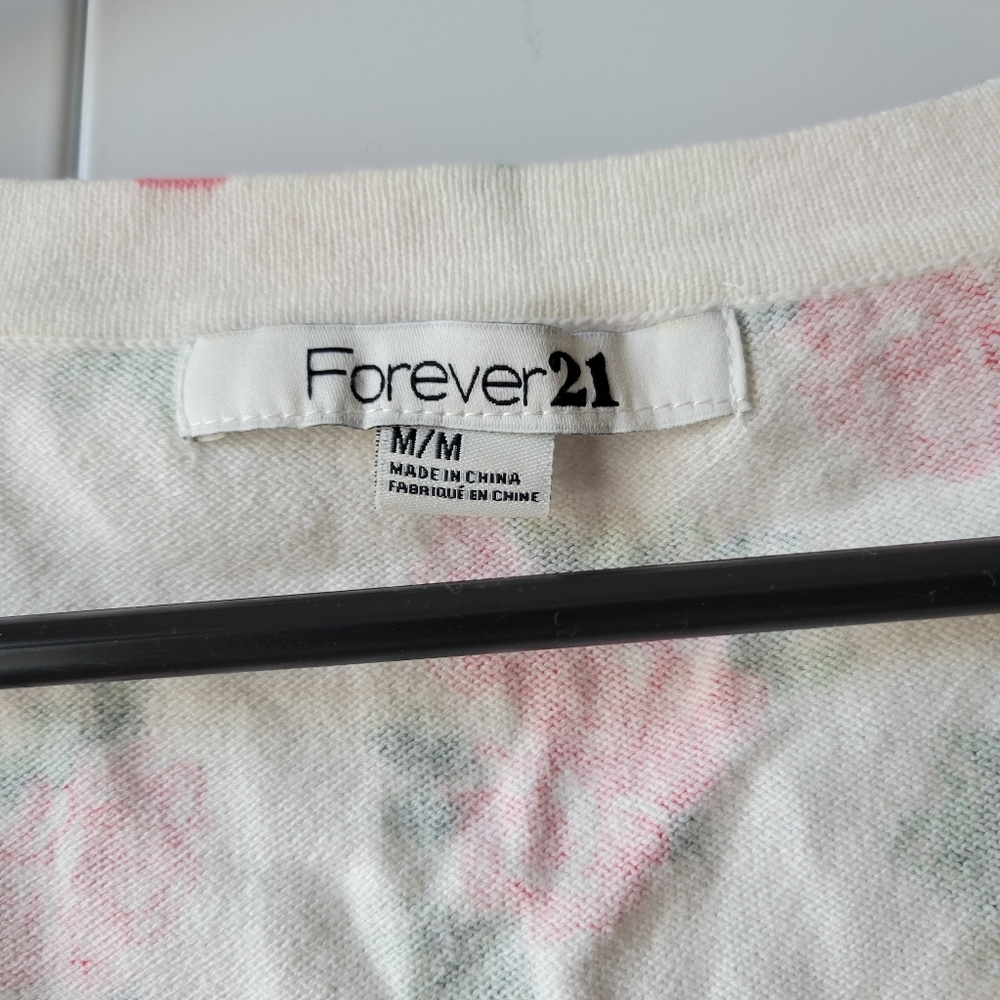 Forever21
M/M
MADE IN CHINA
FABRIQUÉ EN CHINE